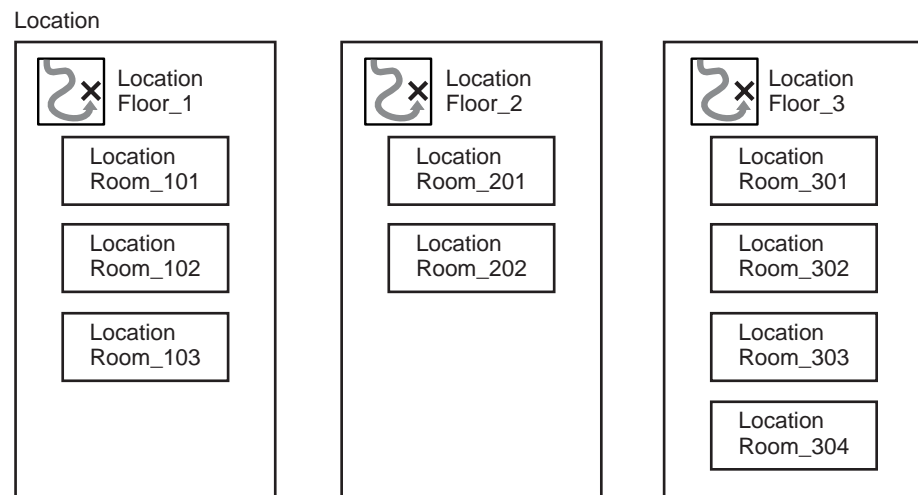 Location
Location
Floor_1
Location
Room_101
Location
Room_102
Location
Room_103
Location
Floor_2
Location
Room_201
Location
Room_202
Location
Floor_3
Location
Room_301
Location
Room_302
Location
Room_303
Location
Room_304